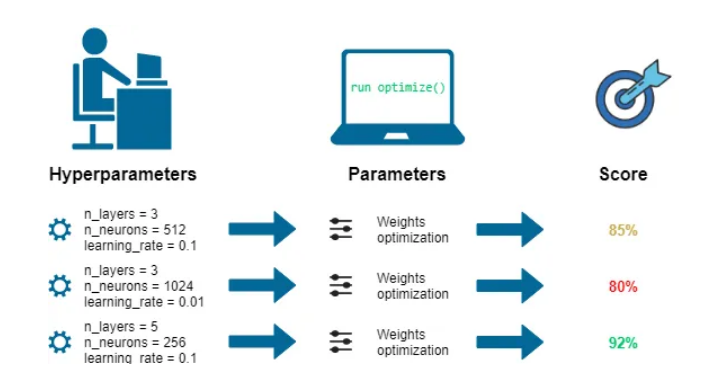 run optimize()
Hyperparameters
Parameters
Score
n_layers = 3
n_neurons = 512
learning_rate = 0.1
Weights
optimization
85%
n_layers = 3
n_neurons = 1024
learning_rate = 0.01
Weights
optimization
80%
n_layers = 5
n_neurons = 256
learning_rate = 0.1
Weights
optimization
92%